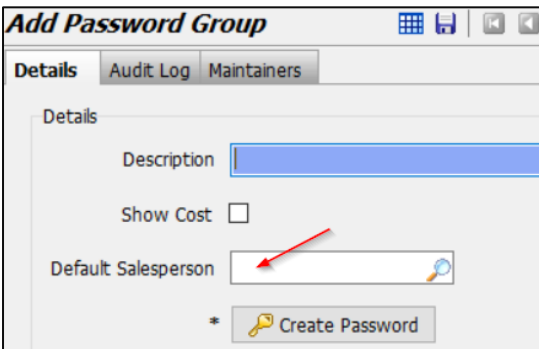 Add Password Group
Details Audit Log Maintainers
Details
Description
Show Cost
Default Salesperson
* Create Password